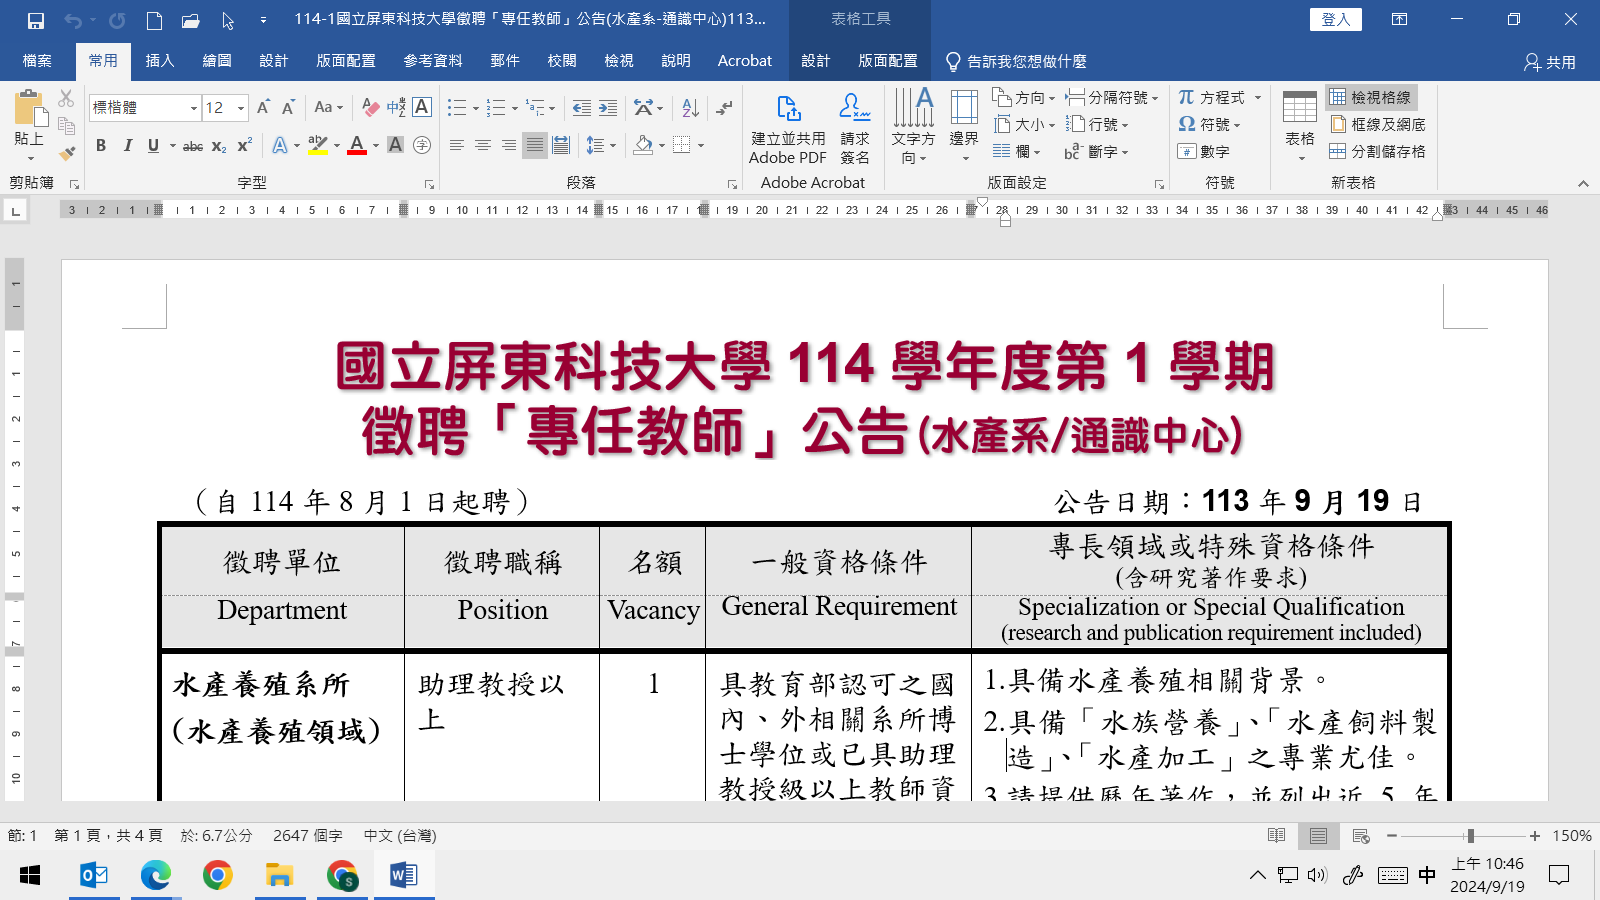 114-1國立屏東科技大學徵聘「專任教師」公告(水產系-通識中心)113...
表格工具
登入
檔案 常用 插入 繪圖 設計 版面配置 參考資料 郵件 校閱 檢視 說明 Acrobat 設計 版面配置 告訴我您想做什麼 共用
標楷體 12
貼上
剪貼簿
字型
段落
建立並共用 Adobe PDF
請求簽名
Adobe Acrobat
文字方向
邊界
方向 分隔符號
大小 行號
欄 斷字
版面設定
方程式
符號
數字
符號
表格
檢視格線
框線及網底
分割儲存格
新表格
國立屏東科技大學 114 學年度第 1 學期
徵聘「專任教師」公告(水產系/通識中心)
（自 114 年 8 月 1 日起聘） 公告日期：113 年 9 月 19 日
徵聘單位 徵聘職稱 名額 一般資格條件 專長領域或特殊資格條件
(含研究著作要求)
Department Position Vacancy General Requirement Specialization or Special Qualification
(research and publication requirement included)
水產養殖系所
(水產養殖領域)
助理教授以
上
1
具教育部認可之國
內、外相關系所博
士學位或已具助理
教授級以上教師資
1.具備水產養殖相關背景。
2.具備「水族營養」、「水產飼料製
造」、「水產加工」之專業尤佳。
3.請提供歷年著作，並列出近 5 年
節: 1 第 1 頁，共 4 頁 於: 6.7公分 2647 個字 中文 (台灣) 150%
中
上午 10:46
2024/9/19